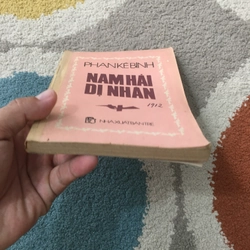 PHAN KẾ BÍNH
NAM HẢI
DỊ NHÂN
1912
NHÀ XUẤT BẢN TRẺ